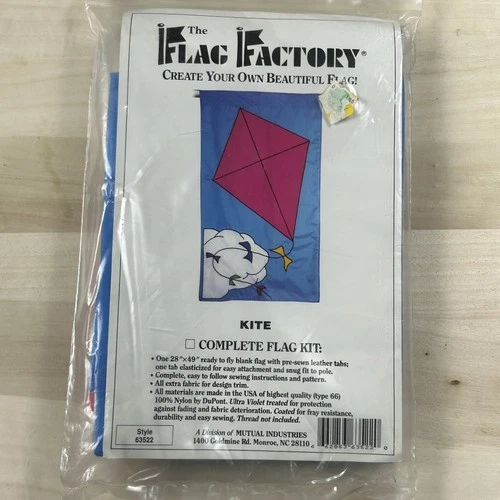 The
FLAG FACTORY®
CREATE YOUR OWN BEAUTIFUL FLAG!
KITE
☐ COMPLETE FLAG KIT:
• One 28"×49" ready to fly blank flag with pre-sewn leather tabs;
one tab elasticized for easy attachment and snug fit to pole.
• Complete, easy to follow sewing instructions and pattern.
• All extra fabric for design trim.
• All materials are made in the USA of highest quality (type 66)
100% Nylon by DuPont. Ultra Violet treated for protection
against fading and fabric deterioration. Coated for fray resistance,
durability and easy sewing. Thread not included.
Style
63522
A Division of MUTUAL INDUSTRIES
1400 Goldmine Rd. Monroe, NC 28110